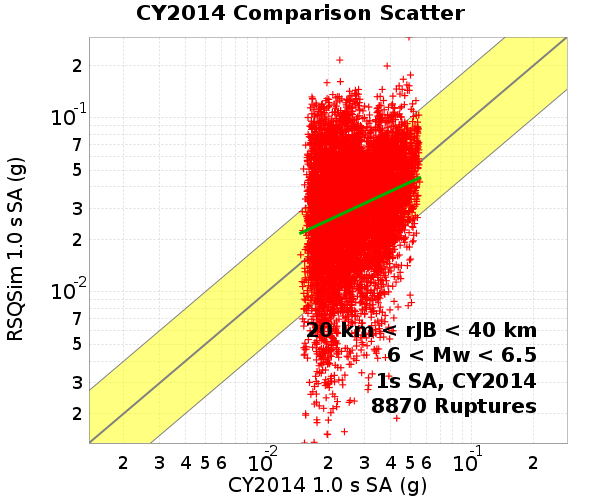 CY2014 Comparison Scatter
RSQSim 1.0 s SA (g)
2
10-1
7
5
3
2
10-2
7
5
3
2
20 km < rJB < 40 km
6 < Mw < 6.5
1s SA, CY2014
8870 Ruptures
2 3 4 5 6 10-2 2 3 4 5 6 10-1 2
CY2014 1.0 s SA (g)